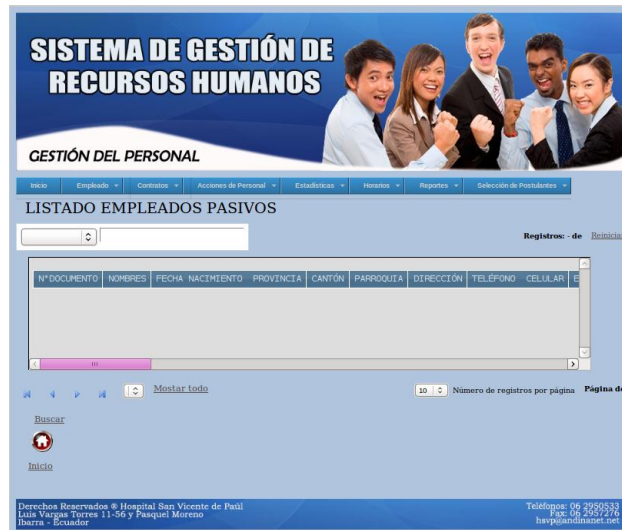 SISTEMA DE GESTIÓN DE
RECURSOS HUMANOS
GESTIÓN DEL PERSONAL
Inicio Empleado Contratos Acciones de Personal Estadísticas Horarios Reportes Selección de Postulantes
LISTADO EMPLEADOS PASIVOS
Registros: - de Reinicia
N°DOCUMENTO NOMBRES FECHA NACIMIENTO PROVINCIA CANTÓN PARROQUIA DIRECCIÓN TELÉFONO CELULAR E
Mostar todo 10 Número de registros por página Página de
Buscar
Inicio
Derechos Reservados ® Hospital San Vicente de Paúl
Luis Vargas Torres 11-56 y Pasquel Moreno
Ibarra - Ecuador
Teléfonos: 06 2950533
Fax: 06 2957276
hsvp@andinanet.net